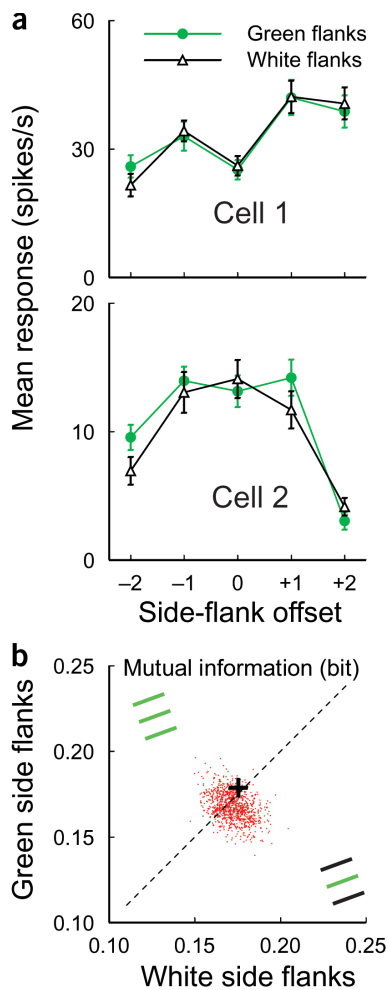 a
60
Green flanks
White flanks
30
Cell 1
0
Mean response (spikes/s)
20
10
Cell 2
0
–2 –1 0 +1 +2
Side-flank offset
b
0.25
Mutual information (bit)
0.20
0.15
0.10
Green side flanks
0.10 0.15 0.20 0.25
White side flanks